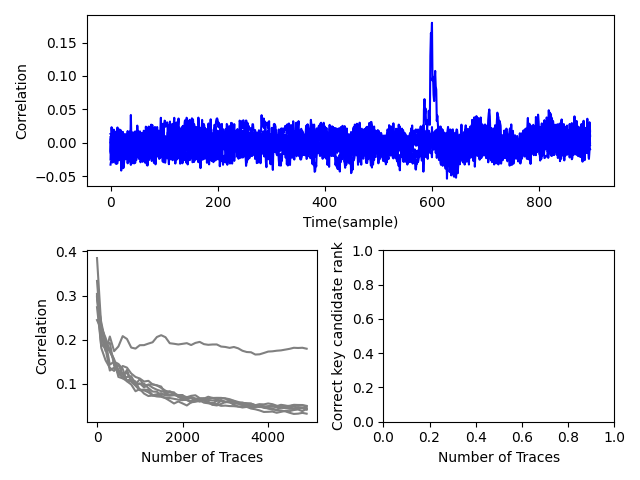 Correlation
0.15
0.10
0.05
0.00
−0.05
0 200 400 600 800
Time(sample)
Correlation
0.4
0.3
0.2
0.1
0 2000 4000
Number of Traces
Correct key candidate rank
1.0
0.8
0.6
0.4
0.2
0.0
0.0 0.2 0.4 0.6 0.8 1.0
Number of Traces